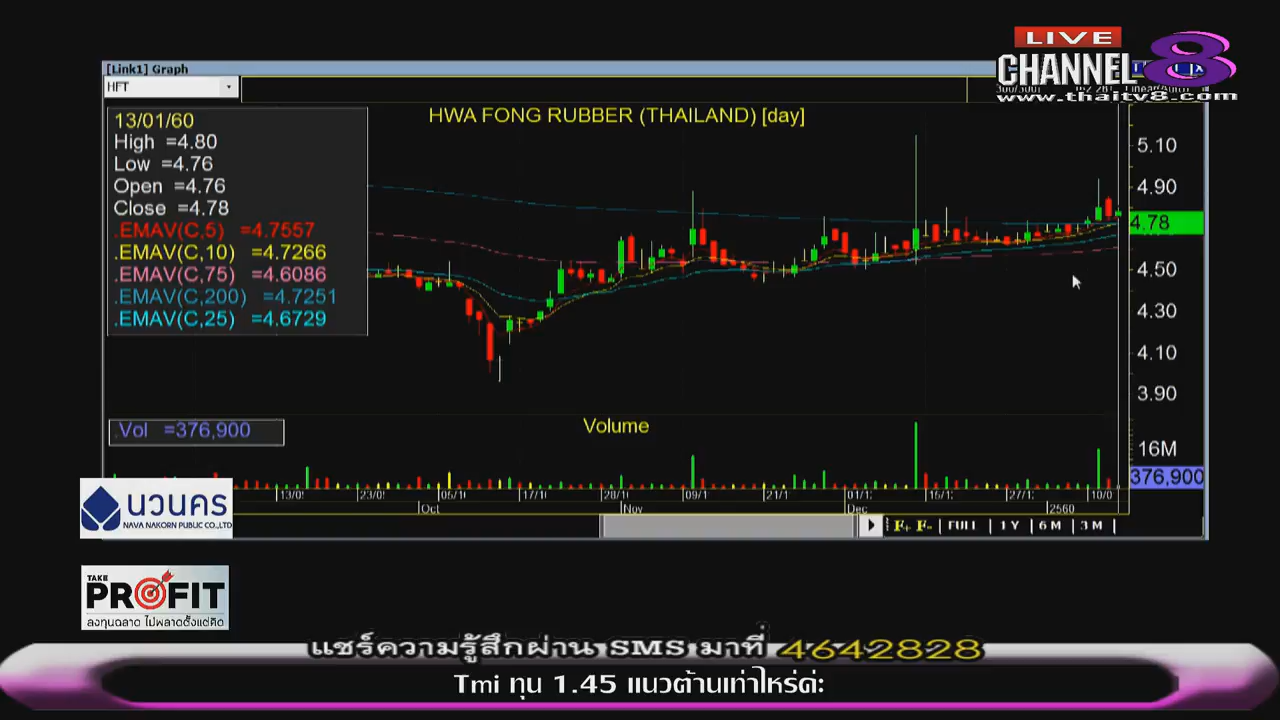 LIVE
CHANNEL 8
www.thaitv8.com
[Link1] Graph
HFT
HWA FONG RUBBER (THAILAND) [day]
13/01/60
High =4.80
Low =4.76
Open =4.76
Close =4.78
.EMAV(C,5) =4.7557
.EMAV(C,10) =4.7266
.EMAV(C,75) =4.6086
.EMAV(C,200) =4.7251
.EMAV(C,25) =4.6729
5.10
4.90
4.78
4.50
4.30
4.10
3.90
.Vol =376,900
Volume
16M
376,900
13/0 23/0 05/1 17/1 28/1 09/1 21/1 01/1 15/1 27/1 10/0
Oct Nov Dec 2560
F+ F- FULL 1 Y 6 M 3 M
นวนคร
NAVA NAKORN PUBLIC CO.,LTD
TAKE
PROFIT
ลงทุนฉลาด ไม่พลาดตั้งแต่คิด
แชร์ความรู้สึกผ่าน SMS มาที่ 4642828
Tmi ทุน 1.45 แนวต้านเท่าไหร่ค่ะ